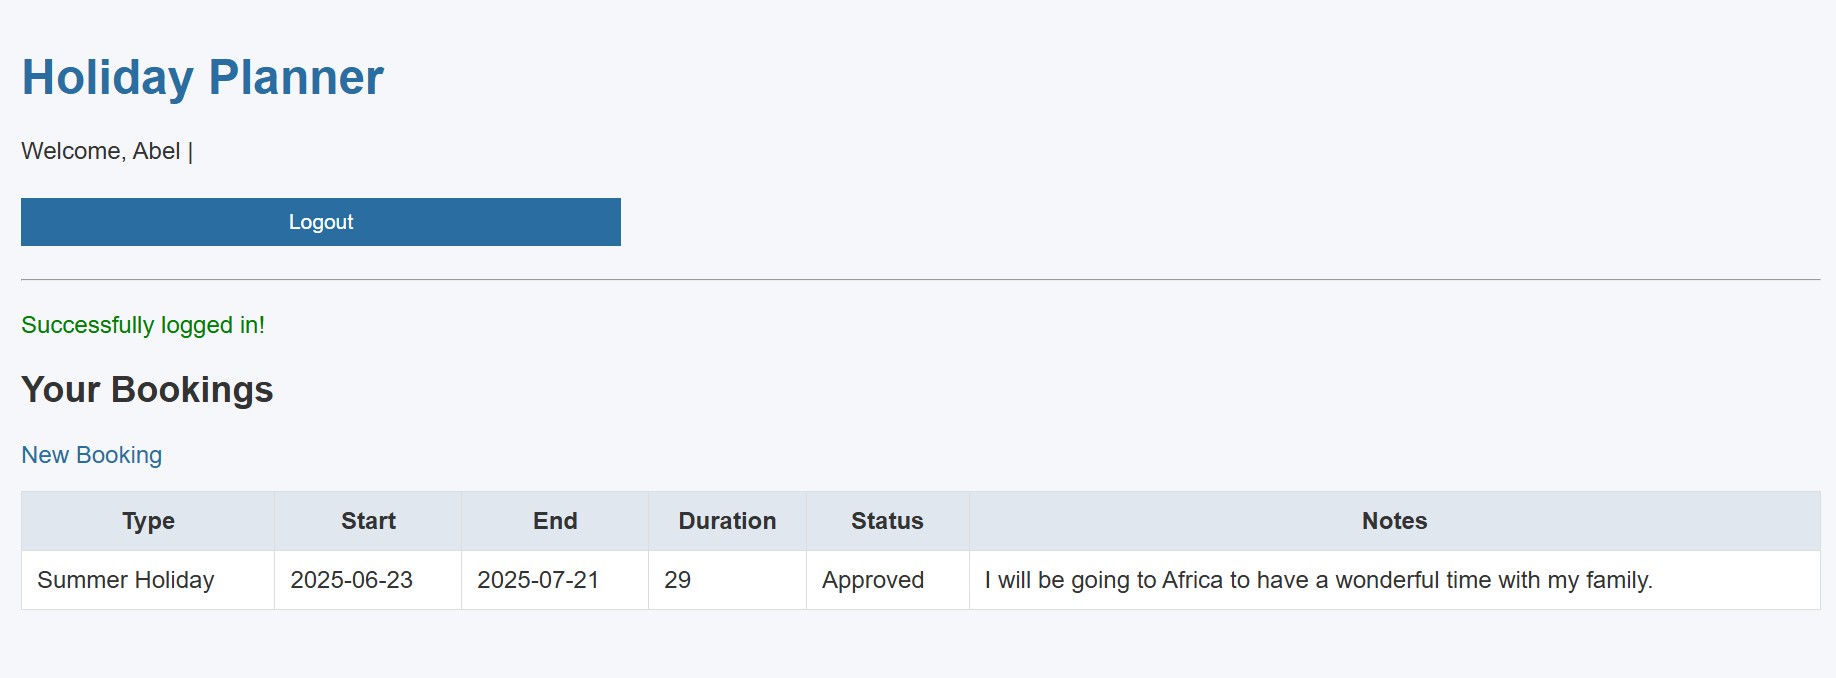 Holiday Planner
Welcome, Abel |
Logout
Successfully logged in!
Your Bookings
New Booking
Type Start End Duration Status Notes
Summer Holiday 2025-06-23 2025-07-21 29 Approved I will be going to Africa to have a wonderful time with my family.